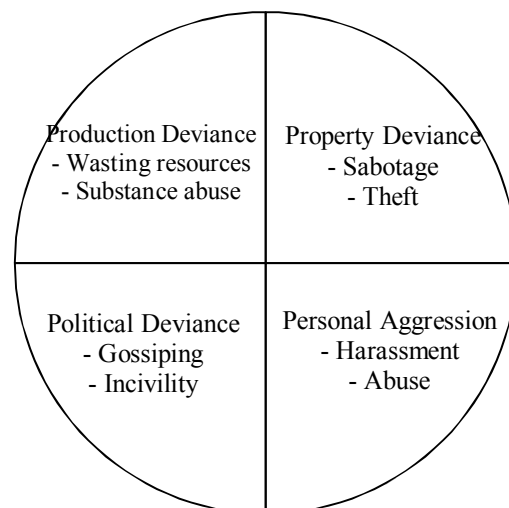 Production Deviance
- Wasting resources
- Substance abuse
Property Deviance
- Sabotage
- Theft
Political Deviance
- Gossiping
- Incivility
Personal Aggression
- Harassment
- Abuse